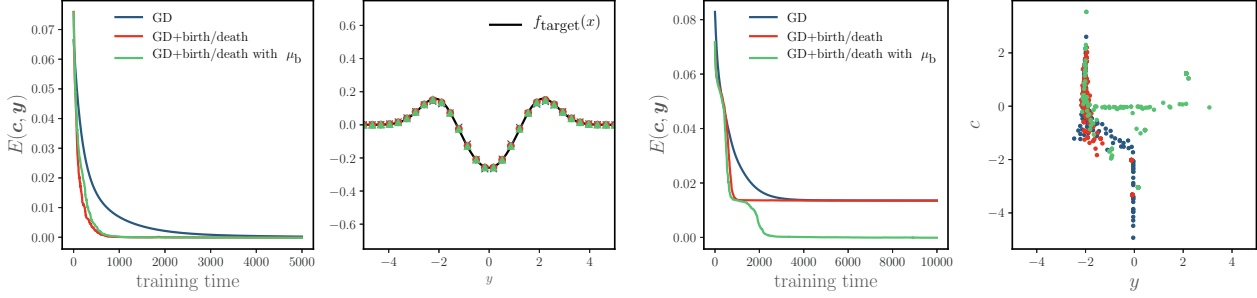 GD
GD+birth/death
GD+birth/death with μb
0.07
0.06
0.05
0.04
0.03
0.02
0.01
0.00
E(c, y)
0 1000 2000 3000 4000 5000
training time
ftarget(x)
0.6
0.4
0.2
0.0
−0.2
−0.4
−0.6
−4 −2 0 2 4
y
GD
GD+birth/death
GD+birth/death with μb
0.08
0.06
0.04
0.02
0.00
E(c, y)
0 2000 4000 6000 8000 10000
training time
2
0
−2
−4
c
−4 −2 0 2 4
y